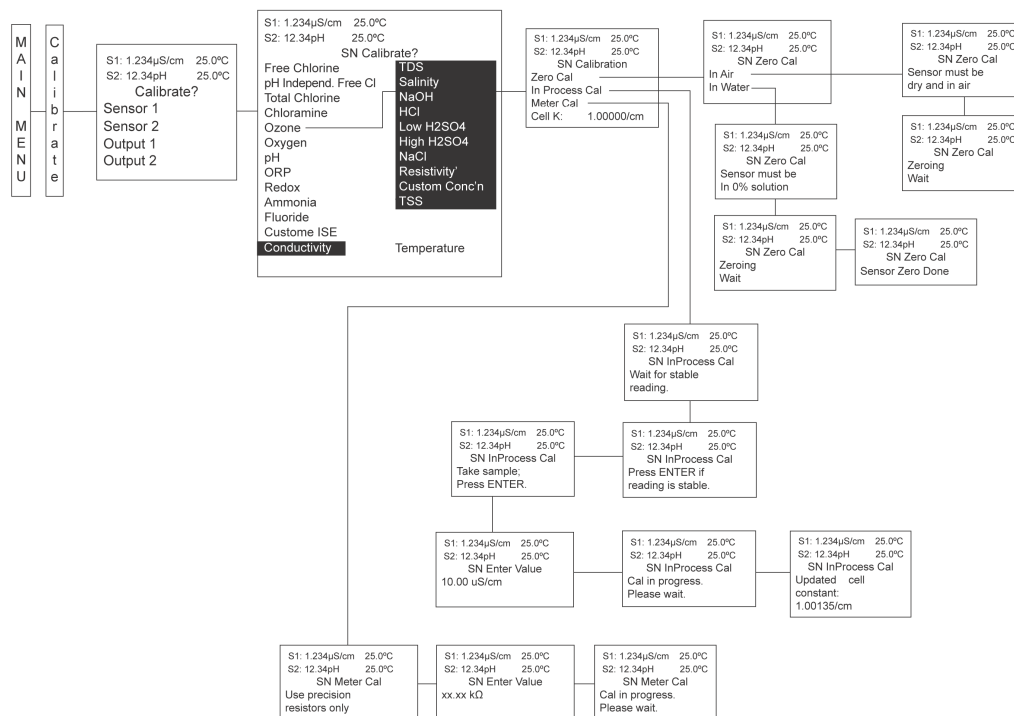 MAIN MENU
Calibrate
S1: 1.234µS/cm 25.0ºC
S2: 12.34pH 25.0ºC
Calibrate?
Sensor 1
Sensor 2
Output 1
Output 2
S1: 1.234µS/cm 25.0ºC
S2: 12.34pH 25.0ºC
SN Calibrate?
Free Chlorine
pH Independ. Free Cl
Total Chlorine
Chloramine
Ozone
Oxygen
pH
ORP
Redox
Ammonia
Fluoride
Custome ISE
Conductivity
TDS
Salinity
NaOH
HCl
Low H2SO4
High H2SO4
NaCl
Resistivity'
Custom Conc'n
TSS
Temperature
S1: 1.234µS/cm 25.0ºC
S2: 12.34pH 25.0ºC
SN Calibration
Zero Cal
In Process Cal
Meter Cal
Cell K: 1.00000/cm
S1: 1.234µS/cm 25.0ºC
S2: 12.34pH 25.0ºC
SN Zero Cal
In Air
In Water
S1: 1.234µS/cm 25.0ºC
S2: 12.34pH 25.0ºC
SN Zero Cal
Sensor must be
dry and in air
S1: 1.234µS/cm 25.0ºC
S2: 12.34pH 25.0ºC
SN Zero Cal
Zeroing
Wait
S1: 1.234µS/cm 25.0ºC
S2: 12.34pH 25.0ºC
SN Zero Cal
Sensor must be
In 0% solution
S1: 1.234µS/cm 25.0ºC
S2: 12.34pH 25.0ºC
SN Zero Cal
Zeroing
Wait
S1: 1.234µS/cm 25.0ºC
S2: 12.34pH 25.0ºC
SN Zero Cal
Sensor Zero Done
S1: 1.234µS/cm 25.0ºC
S2: 12.34pH 25.0ºC
SN InProcess Cal
Wait for stable
reading.
S1: 1.234µS/cm 25.0ºC
S2: 12.34pH 25.0ºC
SN InProcess Cal
Press ENTER if
reading is stable.
S1: 1.234µS/cm 25.0ºC
S2: 12.34pH 25.0ºC
SN InProcess Cal
Take sample;
Press ENTER.
S1: 1.234µS/cm 25.0ºC
S2: 12.34pH 25.0ºC
SN Enter Value
10.00 uS/cm
S1: 1.234µS/cm 25.0ºC
S2: 12.34pH 25.0ºC
SN InProcess Cal
Cal in progress.
Please wait.
S1: 1.234µS/cm 25.0ºC
S2: 12.34pH 25.0ºC
SN InProcess Cal
Updated cell
constant:
1.00135/cm
S1: 1.234µS/cm 25.0ºC
S2: 12.34pH 25.0ºC
SN Meter Cal
Use precision
resistors only
S1: 1.234µS/cm 25.0ºC
S2: 12.34pH 25.0ºC
SN Enter Value
xx.xx kΩ
S1: 1.234µS/cm 25.0ºC
S2: 12.34pH 25.0ºC
SN Meter Cal
Cal in progress.
Please wait.